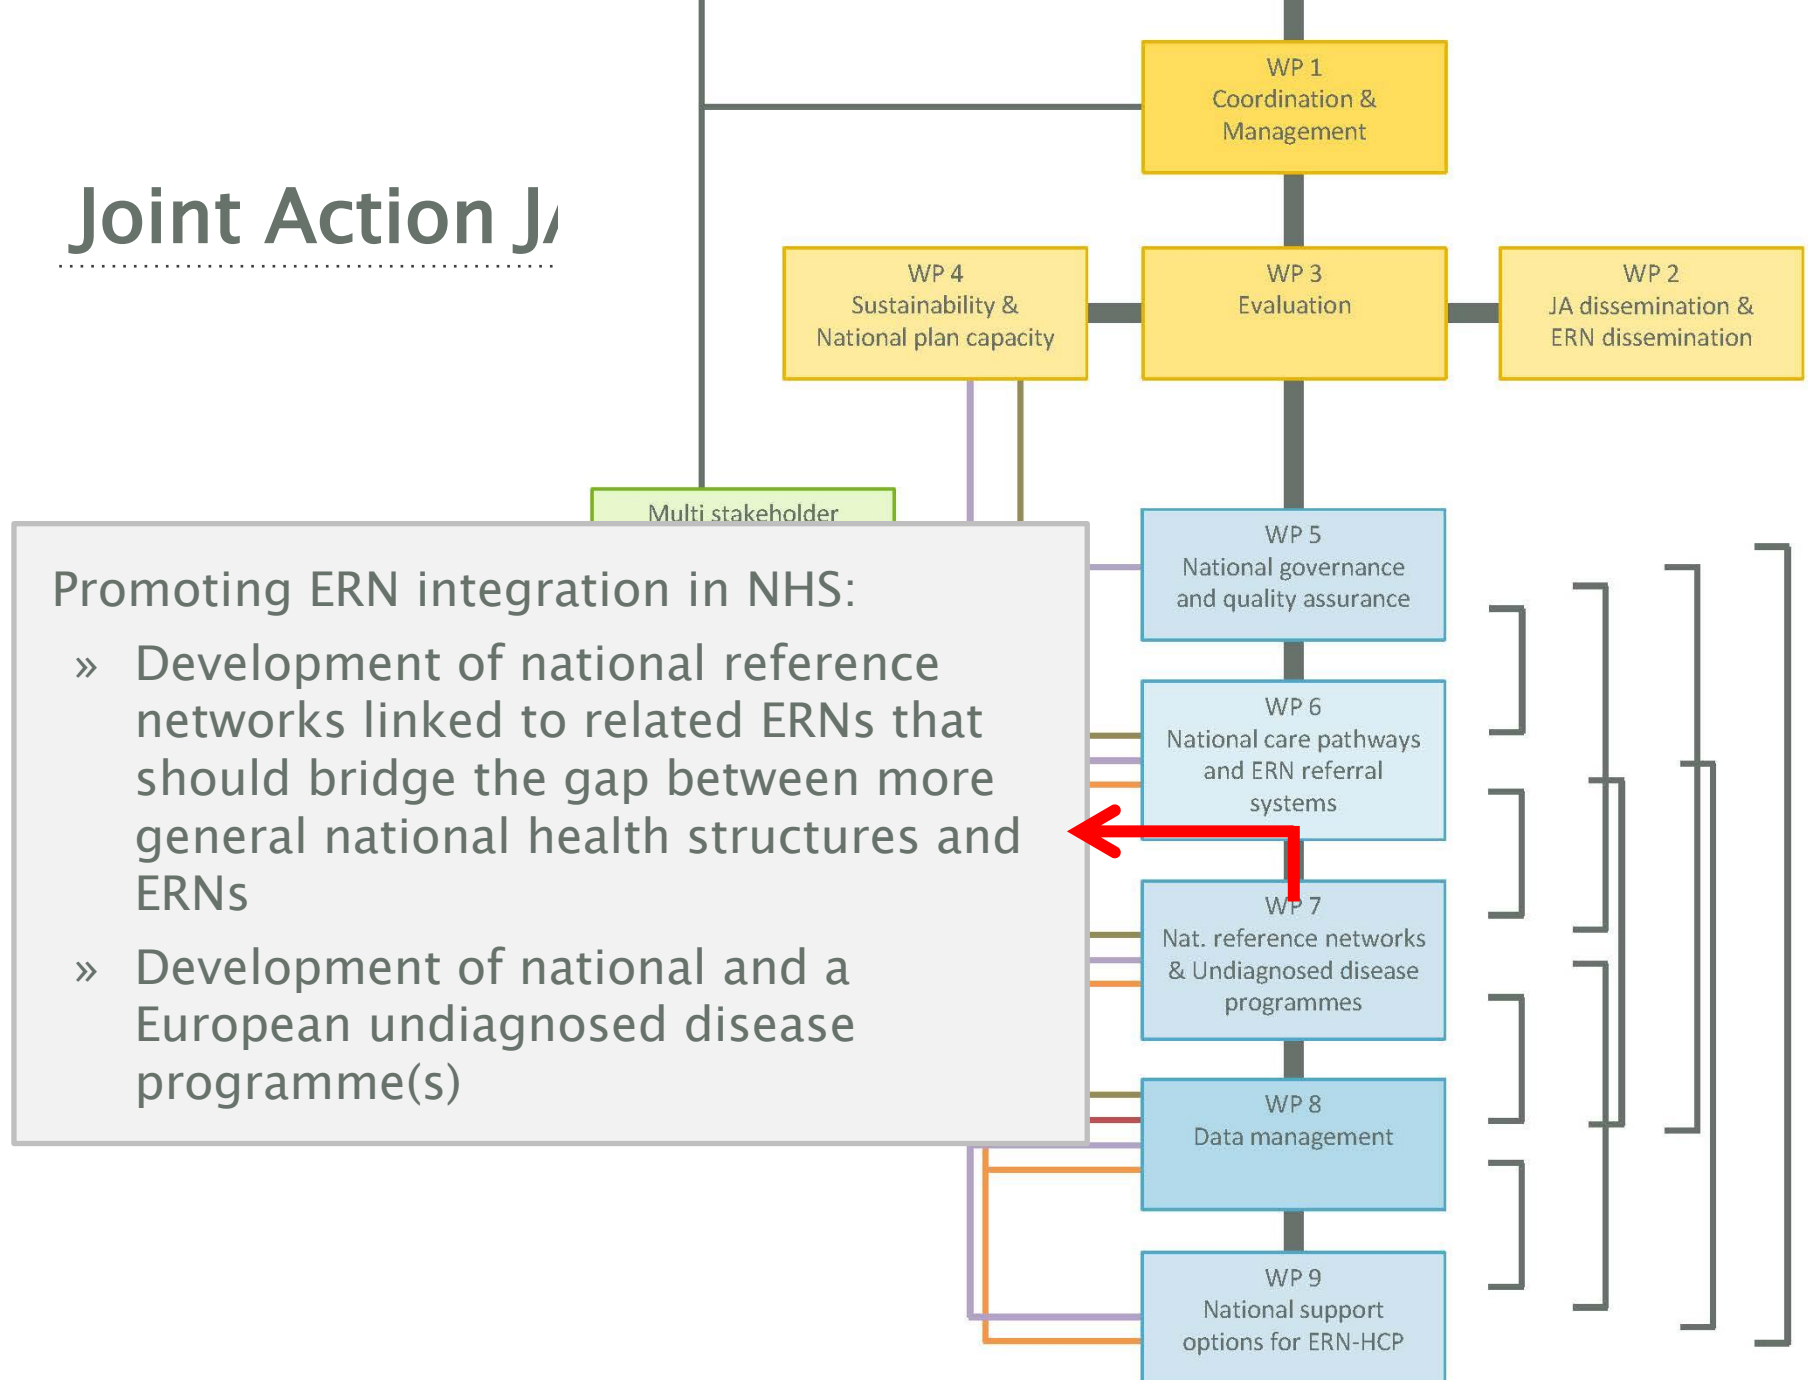 WP 1
Coordination &
Management
Joint Action J
WP 4
Sustainability &
National plan capacity
WP 3
Evaluation
WP 2
JA dissemination &
ERN dissemination
Multi stakeholder
Promoting ERN integration in NHS:
» Development of national reference
networks linked to related ERNs that
should bridge the gap between more
general national health structures and
ERNs
» Development of national and a
European undiagnosed disease
programme(s)
WP 5
National governance
and quality assurance
WP 6
National care pathways
and ERN referral
systems
WP 7
Nat. reference networks
& Undiagnosed disease
programmes
WP 8
Data management
WP 9
National support
options for ERN-HCP